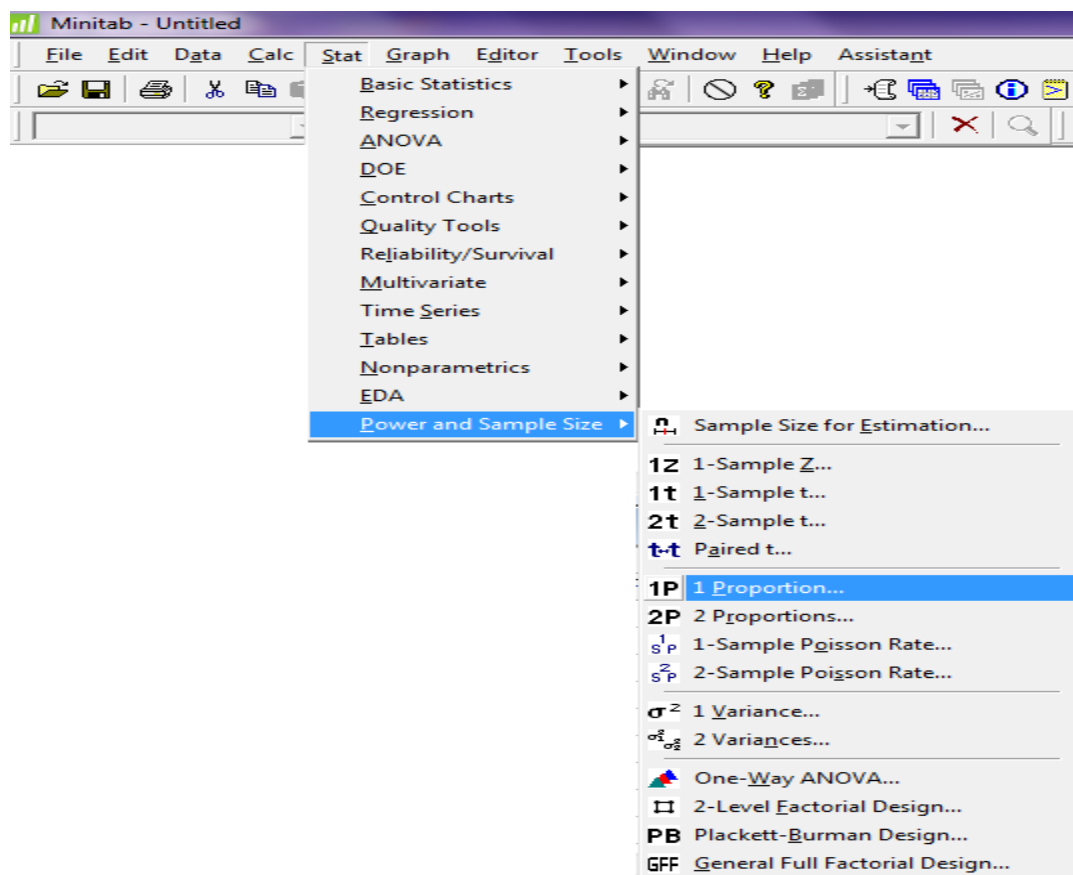 Minitab - Untitled
File Edit Data Calc Stat Graph Editor Tools Window Help Assistant
Basic Statistics
Regression
ANOVA
DOE
Control Charts
Quality Tools
Reliability/Survival
Multivariate
Time Series
Tables
Nonparametrics
EDA
Power and Sample Size
Sample Size for Estimation...
1Z 1-Sample Z...
1t 1-Sample t...
2t 2-Sample t...
t-t Paired t...
1P 1 Proportion...
2P 2 Proportions...
S1P 1-Sample Poisson Rate...
S2P 2-Sample Poisson Rate...
σ² 1 Variance...
2 Variances...
One-Way ANOVA...
2-Level Factorial Design...
PB Plackett-Burman Design...
GFF General Full Factorial Design...